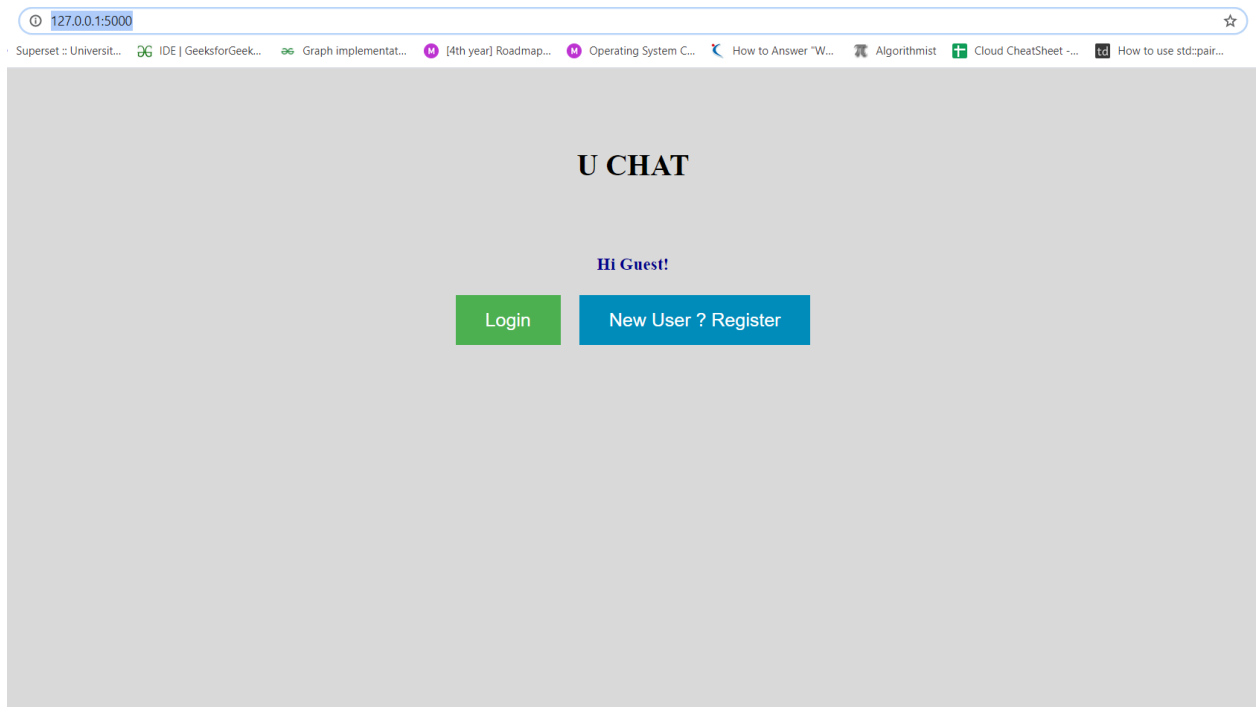 127.0.0.1:5000
Superset :: Universit... IDE | GeeksforGeek... Graph implementat... [4th year] Roadmap... Operating System C... How to Answer "W... Algorithmist Cloud CheatSheet -... td How to use std::pair...
U CHAT
Hi Guest!
Login New User ? Register